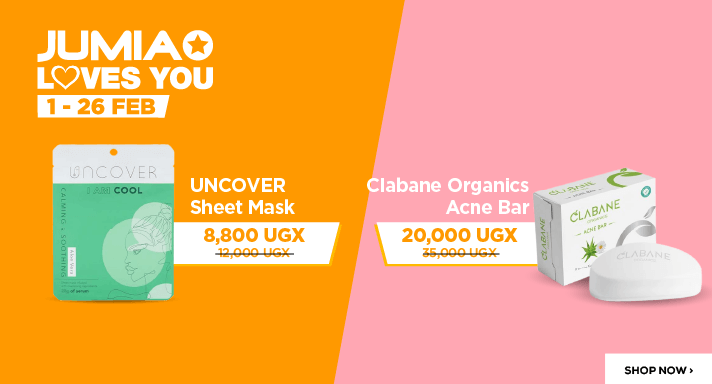 JUMIA
LOVES YOU
1 - 26 FEB
UNCOVER
I AM COOL
CALMING + SOOTHING
UNCOVER
Sheet Mask
8,800 UGX
12,000 UGX
Clabane Organics
Acne Bar
20,000 UGX
35,000 UGX
CLABANE
ACNE BAR
CLABANE
CLABANE
SHOP NOW ›